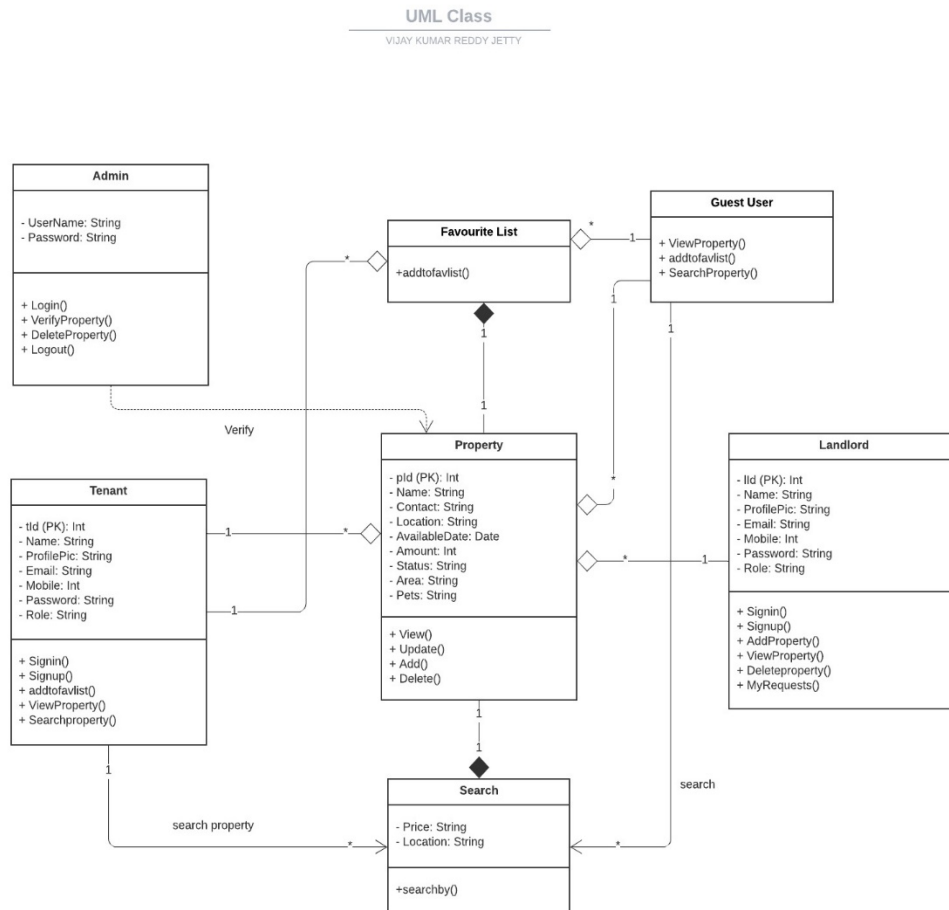 UML Class
VIJAY KUMAR REDDY JETTY
Admin
- UserName: String
- Password: String
+ Login()
+ VerifyProperty()
+ DeleteProperty()
+ Logout()
Favourite List
+addtofavlist()
Guest User
+ ViewProperty()
+ addtofavlist()
+ SearchProperty()
*
1
*
1
1
1
1
Verify
Property
- pId (PK): Int
- Name: String
- Contact: String
- Location: String
- AvailableDate: Date
- Amount: Int
- Status: String
- Area: String
- Pets: String
+ View()
+ Update()
+ Add()
+ Delete()
Landlord
- lId (PK): Int
- Name: String
- ProfilePic: String
- Email: String
- Mobile: Int
- Password: String
- Role: String
+ Signin()
+ Signup()
+ AddProperty()
+ ViewProperty()
+ Deleteproperty()
+ MyRequests()
Tenant
- tId (PK): Int
- Name: String
- ProfilePic: String
- Email: String
- Mobile: Int
- Password: String
- Role: String
+ Signin()
+ Signup()
+ addtofavlist()
+ ViewProperty()
+ Searchproperty()
*
1
*
*
1
1
1
1
1
Search
- Price: String
- Location: String
+searchby()
search property
*
*
search